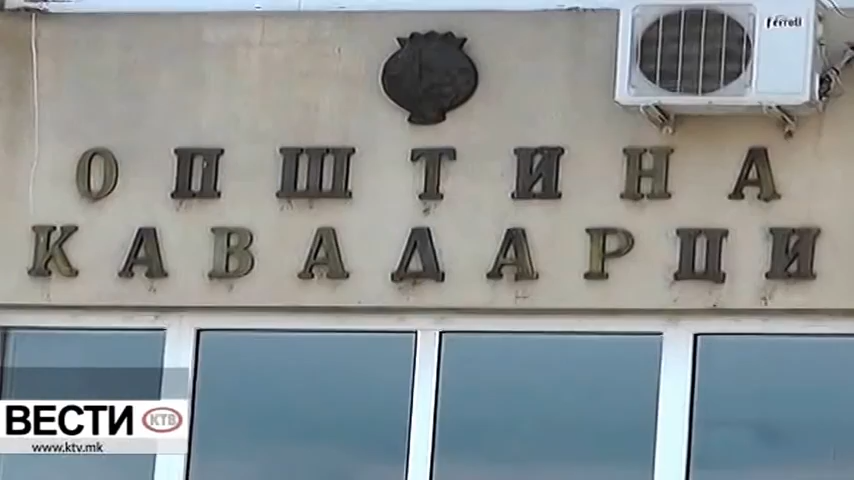 Ferroli
ОПШТИНА
КАВАДАРЦИ
ВЕСТИ КТВ
www.ktv.mk